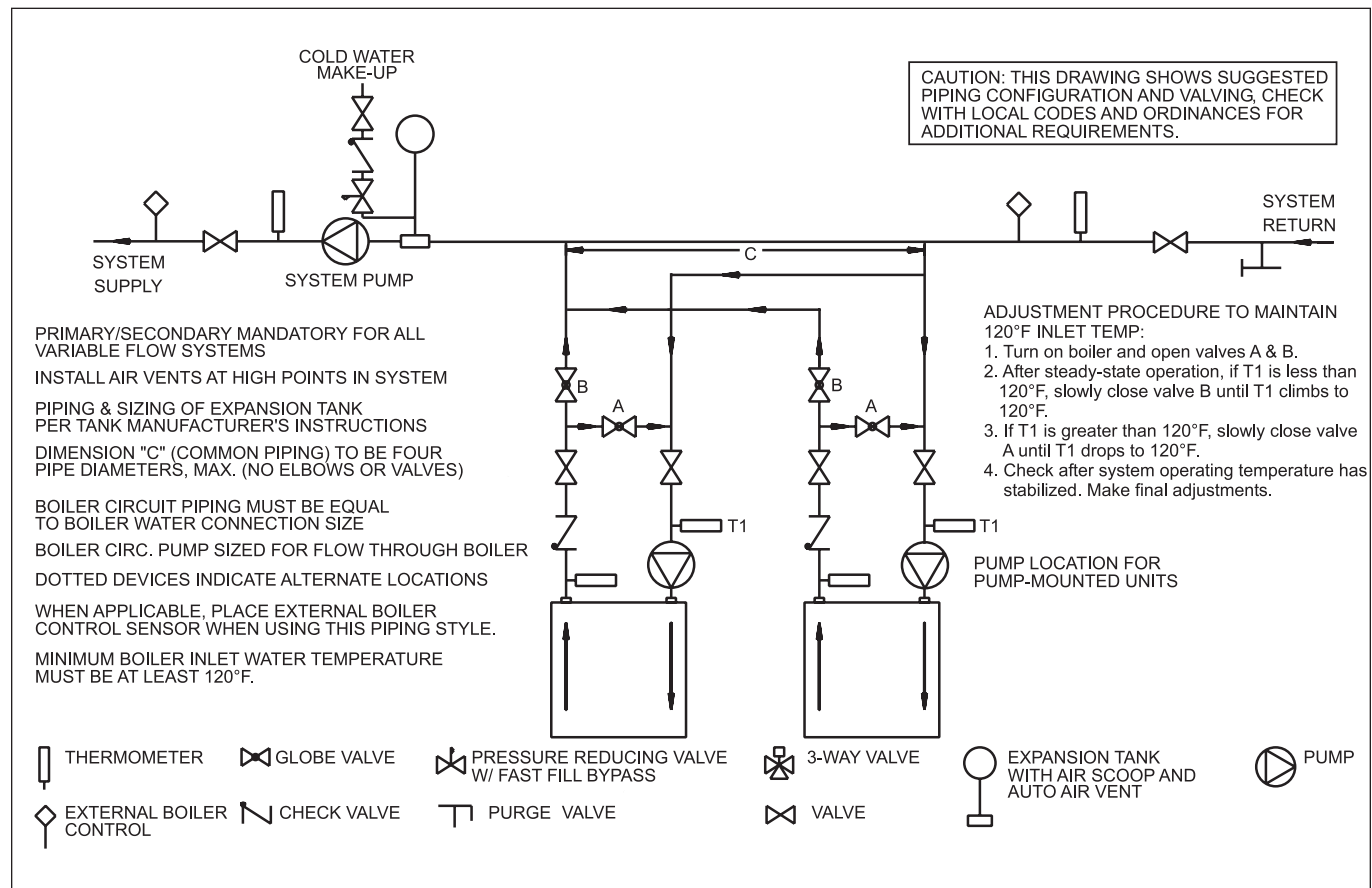 COLD WATER
MAKE-UP
CAUTION: THIS DRAWING SHOWS SUGGESTED
PIPING CONFIGURATION AND VALVING, CHECK
WITH LOCAL CODES AND ORDINANCES FOR
ADDITIONAL REQUIREMENTS.
SYSTEM
RETURN
SYSTEM
SUPPLY
SYSTEM PUMP
C
PRIMARY/SECONDARY MANDATORY FOR ALL
VARIABLE FLOW SYSTEMS
INSTALL AIR VENTS AT HIGH POINTS IN SYSTEM
PIPING & SIZING OF EXPANSION TANK
PER TANK MANUFACTURER'S INSTRUCTIONS
DIMENSION "C" (COMMON PIPING) TO BE FOUR
PIPE DIAMETERS, MAX. (NO ELBOWS OR VALVES)
BOILER CIRCUIT PIPING MUST BE EQUAL
TO BOILER WATER CONNECTION SIZE
BOILER CIRC. PUMP SIZED FOR FLOW THROUGH BOILER
DOTTED DEVICES INDICATE ALTERNATE LOCATIONS
WHEN APPLICABLE, PLACE EXTERNAL BOILER
CONTROL SENSOR WHEN USING THIS PIPING STYLE.
MINIMUM BOILER INLET WATER TEMPERATURE
MUST BE AT LEAST 120°F.
B
A
T1
B
A
T1
ADJUSTMENT PROCEDURE TO MAINTAIN
120°F INLET TEMP:
1. Turn on boiler and open valves A & B.
2. After steady-state operation, if T1 is less than
120°F, slowly close valve B until T1 climbs to
120°F.
3. If T1 is greater than 120°F, slowly close valve
A until T1 drops to 120°F.
4. Check after system operating temperature has
stabilized. Make final adjustments.
PUMP LOCATION FOR
PUMP-MOUNTED UNITS
THERMOMETER
GLOBE VALVE
PRESSURE REDUCING VALVE
W/ FAST FILL BYPASS
3-WAY VALVE
EXPANSION TANK
WITH AIR SCOOP AND
AUTO AIR VENT
PUMP
EXTERNAL BOILER
CONTROL
CHECK VALVE
PURGE VALVE
VALVE